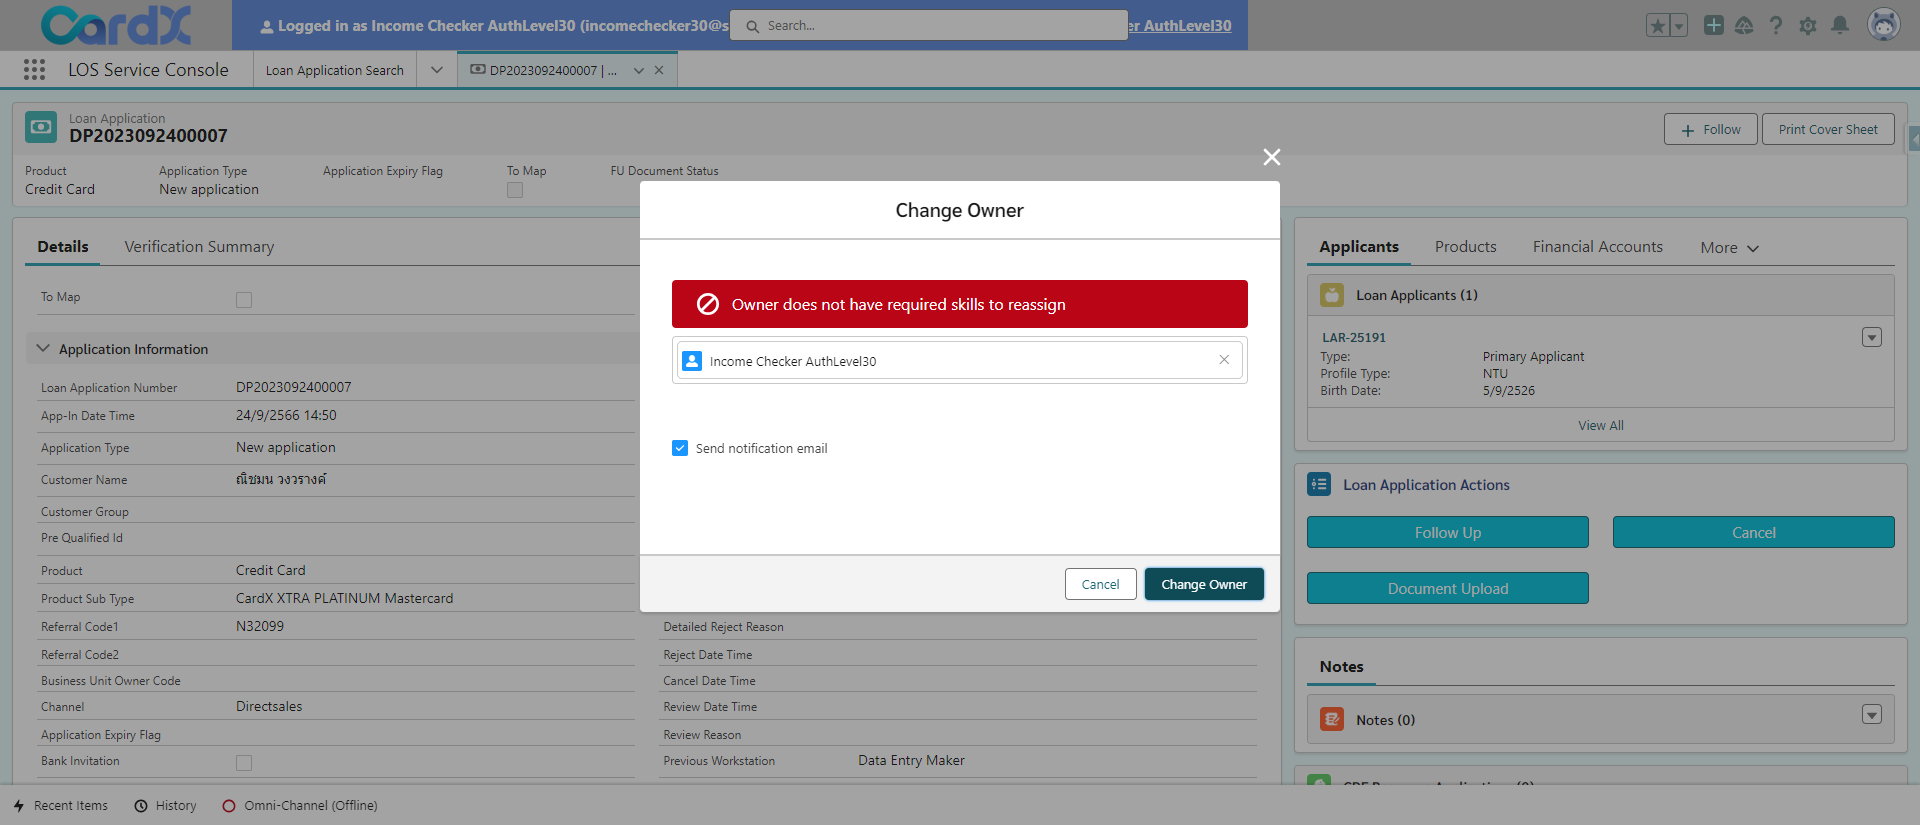 CardX
Logged in as Income Checker AuthLevel30 (incomechecker30@s
Search...
er AuthLevel30
LOS Service Console
Loan Application Search
DP2023092400007 | ...
Loan Application
DP2023092400007
Follow
Print Cover Sheet
Product
Application Type
Application Expiry Flag
To Map
FU Document Status
Credit Card
New application
Details
Verification Summary
To Map
Application Information
Loan Application Number DP2023092400007
App-In Date Time 24/9/2566 14:50
Application Type New application
Customer Name ณิชมน วงวรางค์
Customer Group
Pre Qualified Id
Product Credit Card
Product Sub Type CardX XTRA PLATINUM Mastercard
Referral Code1 N32099
Referral Code2
Business Unit Owner Code
Channel Directsales
Application Expiry Flag
Bank Invitation
Change Owner
Owner does not have required skills to reassign
Income Checker AuthLevel30
Send notification email
Cancel
Change Owner
Detailed Reject Reason
Reject Date Time
Cancel Date Time
Review Date Time
Review Reason
Previous Workstation Data Entry Maker
Applicants
Products
Financial Accounts
More
Loan Applicants (1)
LAR-25191
Type: Primary Applicant
Profile Type: NTU
Birth Date: 5/9/2526
View All
Loan Application Actions
Follow Up
Cancel
Document Upload
Notes
Notes (0)
Recent Items
History
Omni-Channel (Offline)